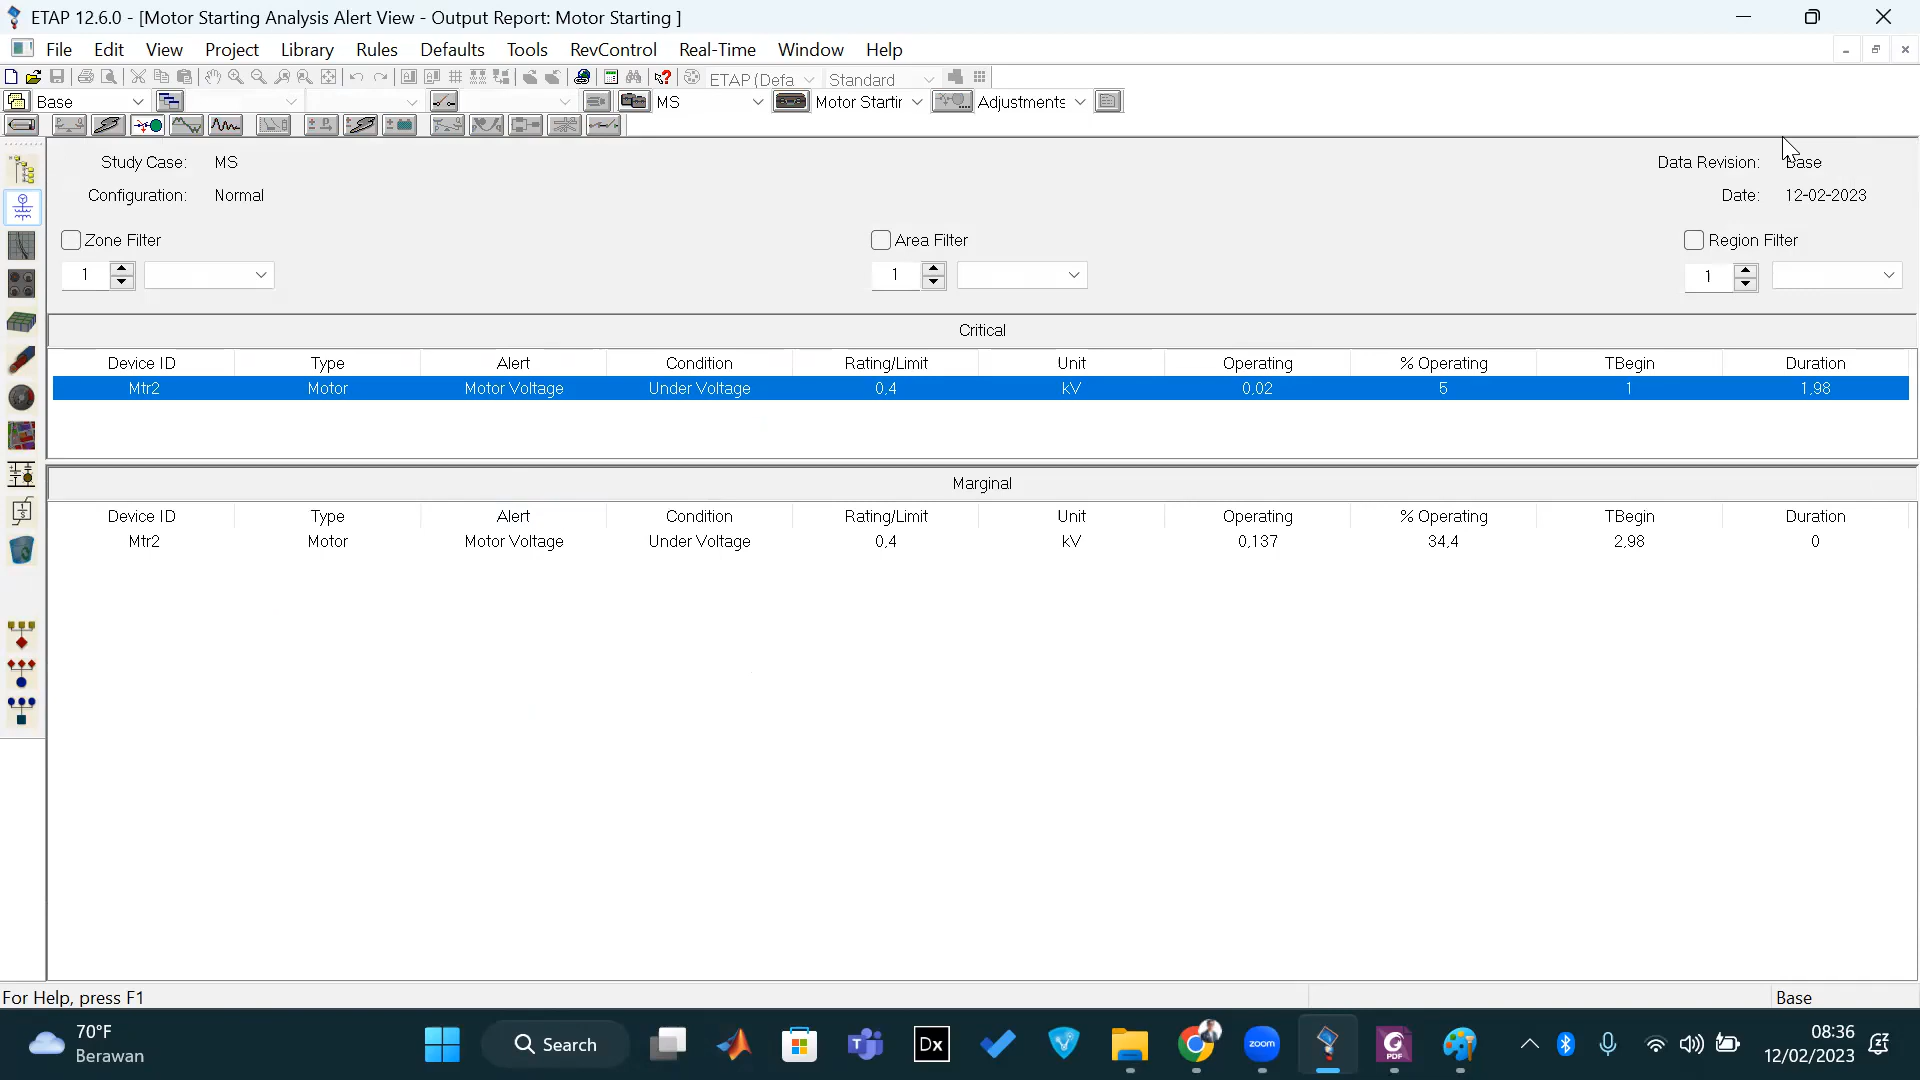 ETAP 12.6.0 - [Motor Starting Analysis Alert View - Output Report: Motor Starting ]
File Edit View Project Library Rules Defaults Tools RevControl Real-Time Window Help
ETAP (Defa Standard
Base MS Motor Startir Adjustments
Study Case: MS Data Revision: Base
Configuration: Normal Date: 12-02-2023
Zone Filter Area Filter Region Filter
1 1 1
Critical
Device ID Type Alert Condition Rating/Limit Unit Operating % Operating TBegin Duration
Mtr2 Motor Motor Voltage Under Voltage 0,4 kV 0,02 5 1 1,98
Marginal
Device ID Type Alert Condition Rating/Limit Unit Operating % Operating TBegin Duration
Mtr2 Motor Motor Voltage Under Voltage 0,4 kV 0,137 34,4 2,98 0
For Help, press F1 Base
70°F
Berawan
Search
Dx
zoom
PDF
08:36
12/02/2023